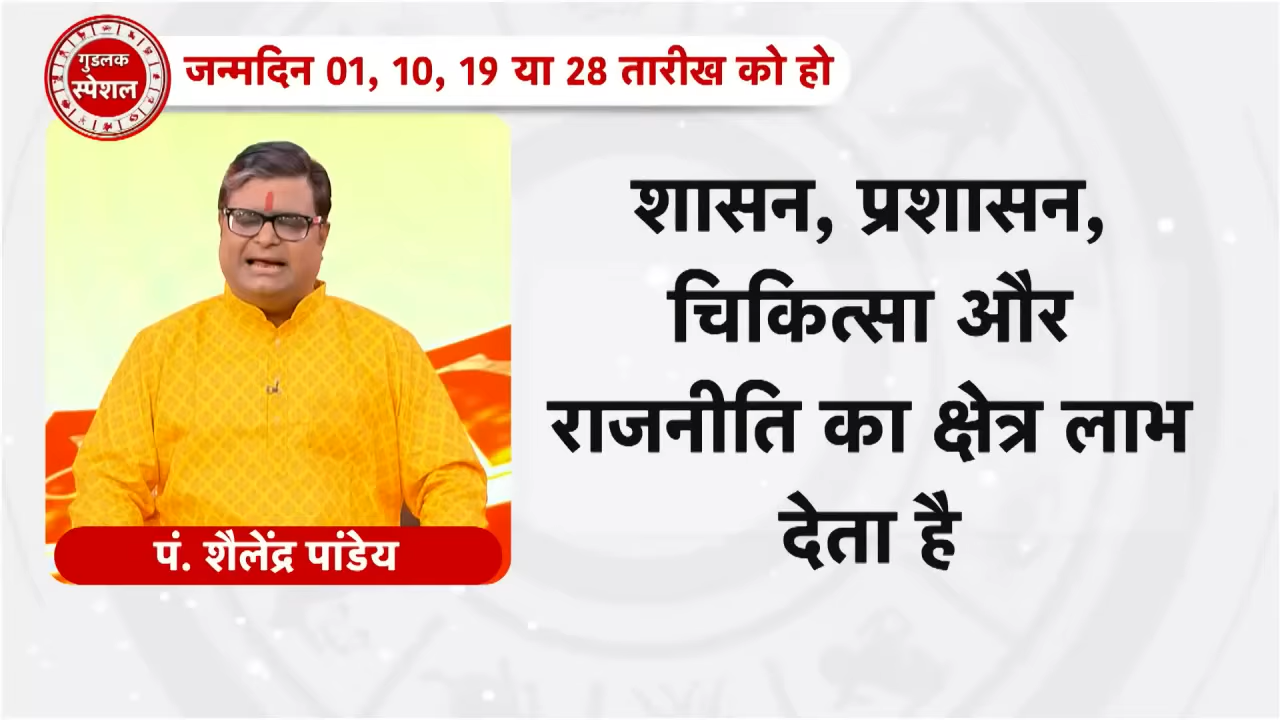 गुडलक
स्पेशल
जन्मदिन 01, 10, 19 या 28 तारीख को हो
शासन, प्रशासन,
चिकित्सा और
राजनीति का क्षेत्र लाभ
देता है
पं. शैलेंद्र पांडेय